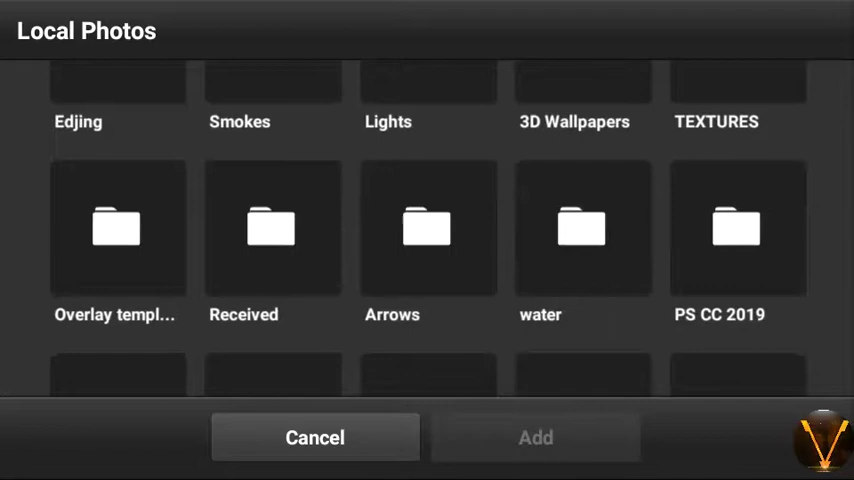 Local Photos
Edjing
Smokes
Lights
3D Wallpapers
TEXTURES
Overlay templ...
Received
Arrows
water
PS CC 2019
Cancel
Add